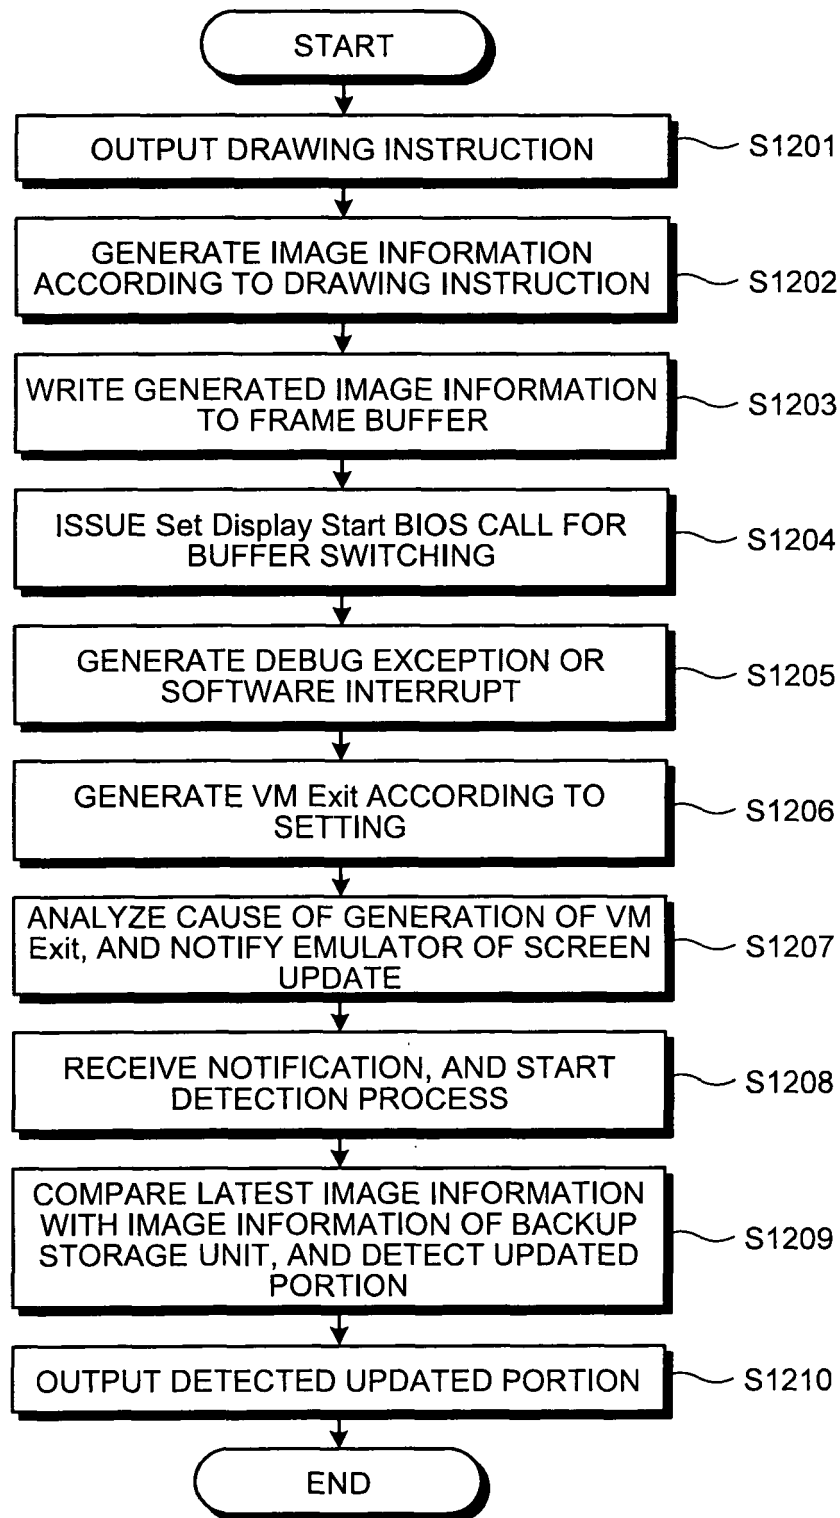 START
OUTPUT DRAWING INSTRUCTION
S1201
GENERATE IMAGE INFORMATION
ACCORDING TO DRAWING INSTRUCTION
S1202
WRITE GENERATED IMAGE INFORMATION
TO FRAME BUFFER
S1203
ISSUE Set Display Start BIOS CALL FOR
BUFFER SWITCHING
S1204
GENERATE DEBUG EXCEPTION OR
SOFTWARE INTERRUPT
S1205
GENERATE VM Exit ACCORDING TO
SETTING
S1206
ANALYZE CAUSE OF GENERATION OF VM
Exit, AND NOTIFY EMULATOR OF SCREEN
UPDATE
S1207
RECEIVE NOTIFICATION, AND START
DETECTION PROCESS
S1208
COMPARE LATEST IMAGE INFORMATION
WITH IMAGE INFORMATION OF BACKUP
STORAGE UNIT, AND DETECT UPDATED
PORTION
S1209
OUTPUT DETECTED UPDATED PORTION
S1210
END